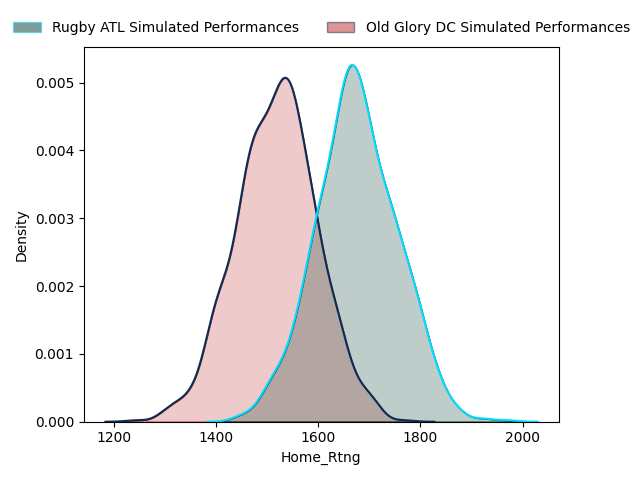 Rugby ATL Simulated Performances Old Glory DC Simulated Performances
0.005
0.004
0.003
0.002
0.001
0.000
Density
1200 1400 1600 1800 2000
Home_Rtng